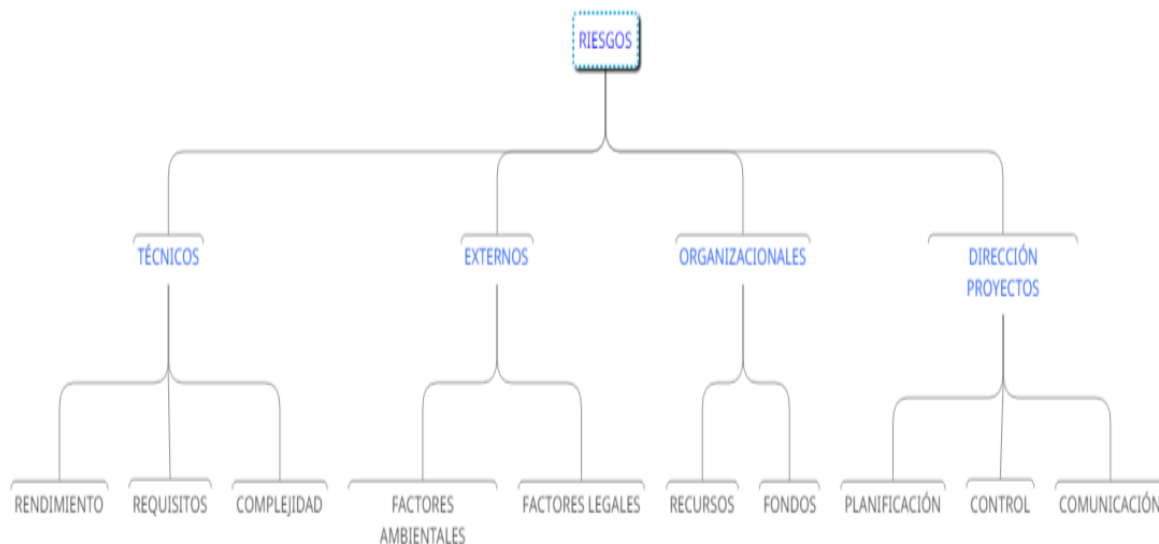 RIESGOS
TÉCNICOS
EXTERNOS
ORGANIZACIONALES
DIRECCIÓN
PROYECTOS
RENDIMIENTO
REQUISITOS
COMPLEJIDAD
FACTORES
AMBIENTALES
FACTORES LEGALES
RECURSOS
FONDOS
PLANIFICACIÓN
CONTROL
COMUNICACIÓN